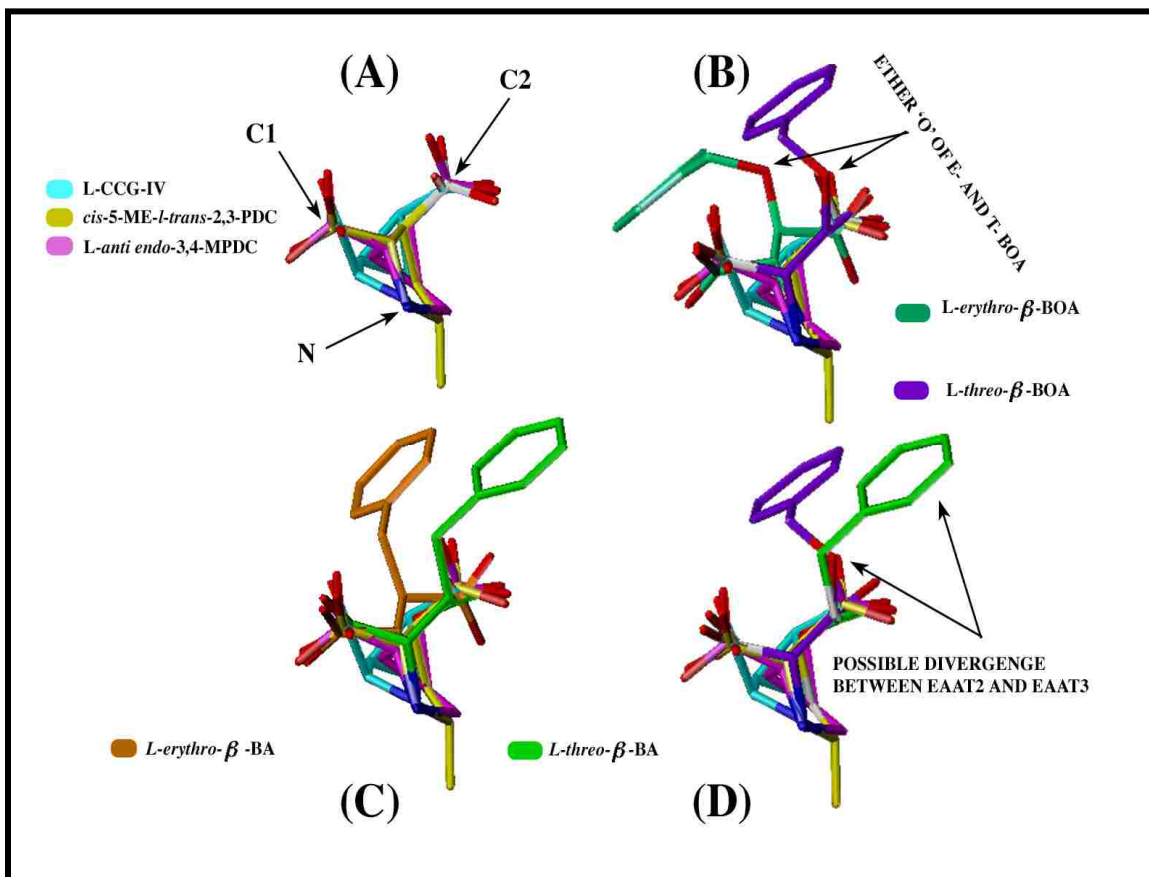 (A)
C1
C2
L-CCG-IV
cis-5-ME-l-trans-2,3-PDC
L-anti endo-3,4-MPDC
N
(B)
ETHER 'O' OF E- AND T- BOA
L-erythro-β-BOA
L-threo-β-BOA
L-erythro-β -BA
L-threo-β-BA
(C)
POSSIBLE DIVERGENGE
BETWEEN EAAT2 AND EAAT3
(D)